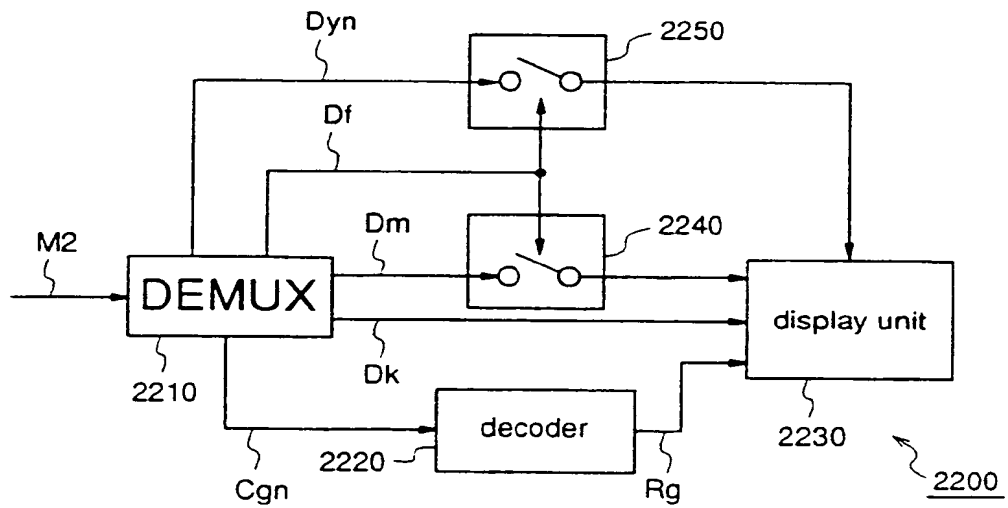 Dyn
2250
Df
Dm
2240
M2
DEMUX
display unit
2210
Dk
2230
decoder
2220
Cgn
Rg
2200